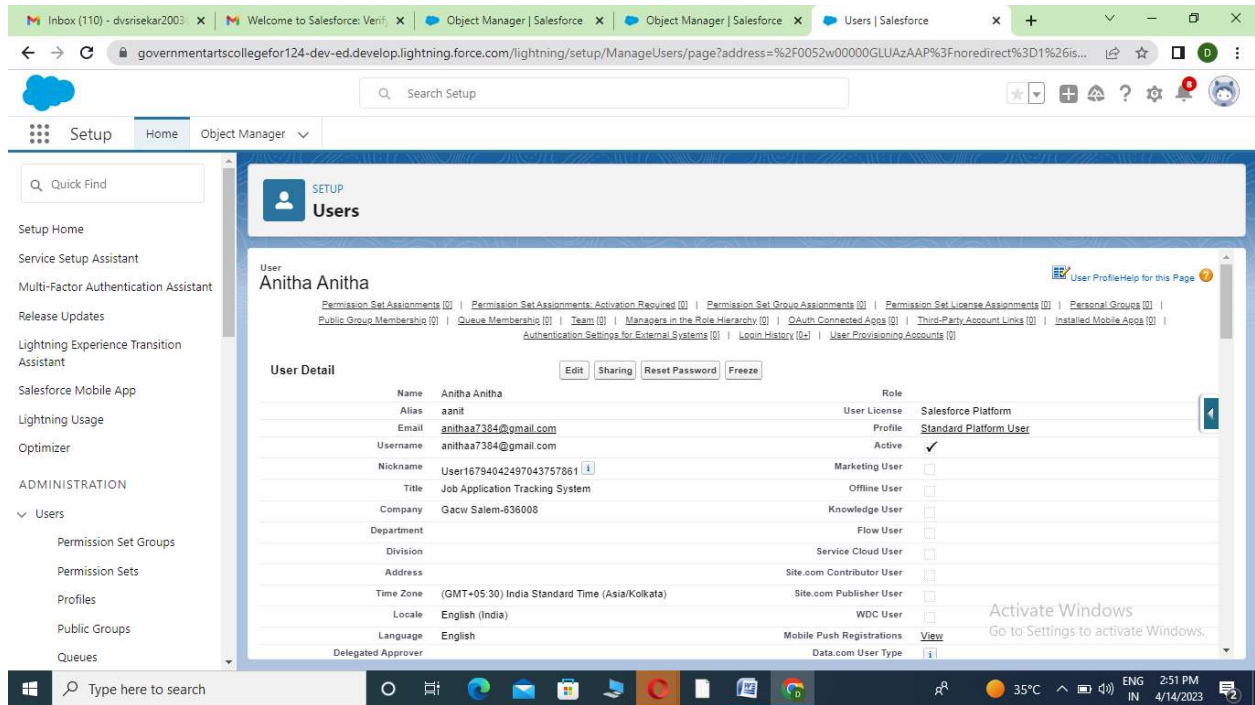 Inbox (110) - dvsrisekar2003
Welcome to Salesforce: Verify
Object Manager | Salesforce
Object Manager | Salesforce
Users | Salesforce
governmentartscollegefor124-dev-ed.develop.lightning.force.com/lightning/setup/ManageUsers/page?address=%2F0052w00000GLUAzAAP%3Fnoredirect%3D1%26is...
D
Search Setup
8
Setup
Home
Object Manager
Quick Find
Setup Home
Service Setup Assistant
Multi-Factor Authentication Assistant
Release Updates
Lightning Experience Transition
Assistant
Salesforce Mobile App
Lightning Usage
Optimizer
ADMINISTRATION
Users
Permission Set Groups
Permission Sets
Profiles
Public Groups
Queues
SETUP
Users
User
Anitha Anitha
User Profile Help for this Page
Permission Set Assignments [0] | Permission Set Assignments: Activation Required [0] | Permission Set Group Assignments [0] | Permission Set License Assignments [0] | Personal Groups [0] |
Public Group Membership [0] | Queue Membership [0] | Team [0] | Managers in the Role Hierarchy [0] | OAuth Connected Apps [0] | Third-Party Account Links [0] | Installed Mobile Apps [0] |
Authentication Settings for External Systems [0] | Login History [0+] | User Provisioning Accounts [0]
User Detail
Edit Sharing Reset Password Freeze
Name Anitha Anitha Role
Alias aanit User License Salesforce Platform
Email anithaa7384@gmail.com Profile Standard Platform User
Username anithaa7384@gmail.com Active ✓
Nickname User16794042497043757861 i Marketing User
Title Job Application Tracking System Offline User
Company Gacw Salem-636008 Knowledge User
Department Flow User
Division Service Cloud User
Address Site.com Contributor User
Time Zone (GMT+05:30) India Standard Time (Asia/Kolkata) Site.com Publisher User
Locale English (India) WDC User
Language English Mobile Push Registrations View
Delegated Approver Data.com User Type i
Activate Windows
Go to Settings to activate Windows.
Type here to search
35°C
ENG
IN
2:51 PM
4/14/2023
2